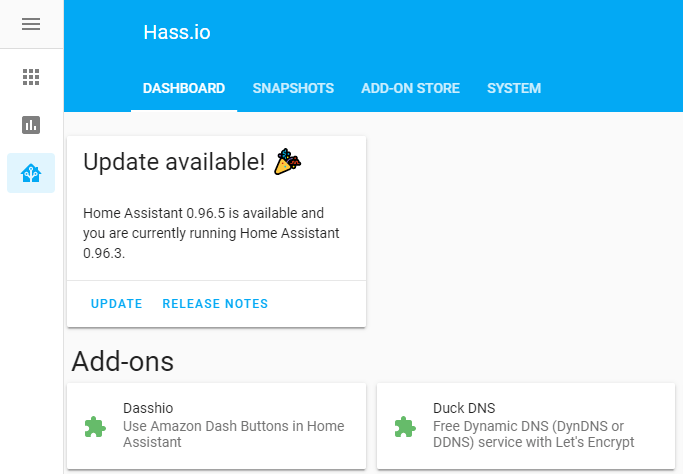 Hass.io
DASHBOARD SNAPSHOTS ADD-ON STORE SYSTEM
Update available!
Home Assistant 0.96.5 is available and
you are currently running Home Assistant
0.96.3.
UPDATE RELEASE NOTES
Add-ons
Dasshio
Use Amazon Dash Buttons in Home
Assistant
Duck DNS
Free Dynamic DNS (DynDNS or
DDNS) service with Let's Encrypt